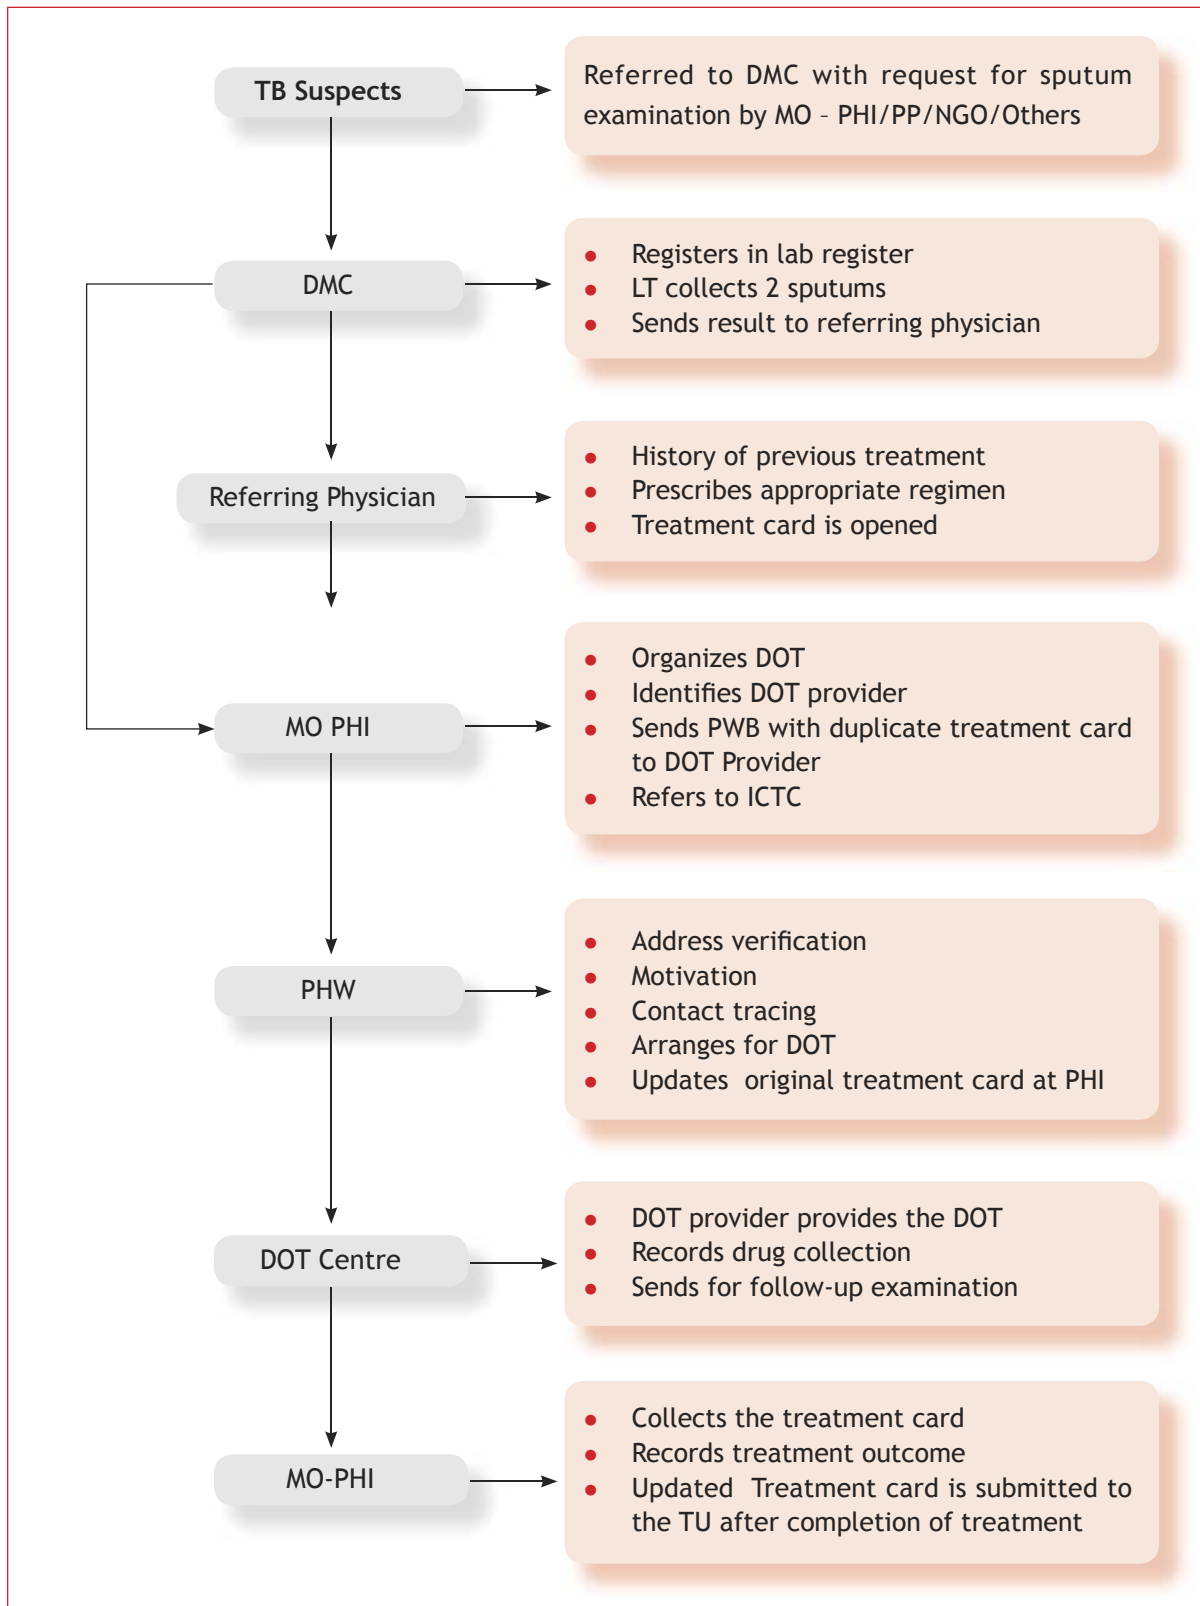 TB Suspects
Referred to DMC with request for sputum
examination by MO – PHI/PP/NGO/Others
DMC
• Registers in lab register
• LT collects 2 sputums
• Sends result to referring physician
Referring Physician
• History of previous treatment
• Prescribes appropriate regimen
• Treatment card is opened
MO PHI
• Organizes DOT
• Identifies DOT provider
• Sends PWB with duplicate treatment card
to DOT Provider
• Refers to ICTC
PHW
• Address verification
• Motivation
• Contact tracing
• Arranges for DOT
• Updates original treatment card at PHI
DOT Centre
• DOT provider provides the DOT
• Records drug collection
• Sends for follow-up examination
MO-PHI
• Collects the treatment card
• Records treatment outcome
• Updated Treatment card is submitted to
the TU after completion of treatment